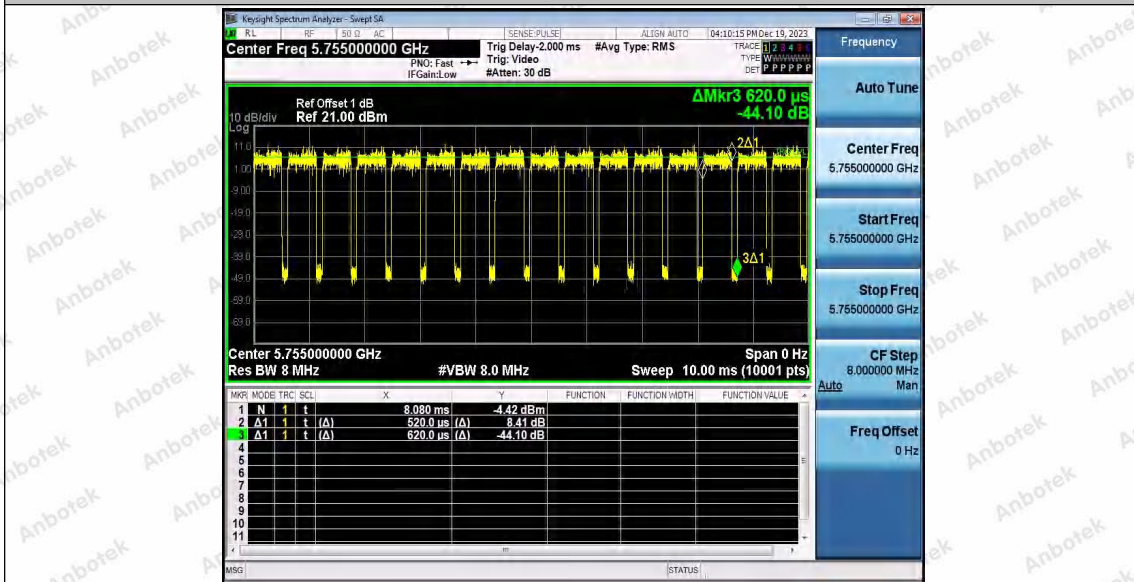 Keysight Spectrum Analyzer - Swept SA
RL RF 50 Ω AC SENSE:PULSE ALIGN AUTO 04:10:15 PM Dec 19, 2023
Center Freq 5.755000000 GHz Trig Delay-2.000 ms #Avg Type: RMS TRACE 1 2 3 4 5 6
PNO: Fast Trig: Video TYPE WWWWWW
IFGain:Low #Atten: 30 dB DET P P P P P P
Frequency
Auto Tune
ΔMkr3 620.0 µs
-44.10 dB
Ref Offset 1 dB
10 dB/div Ref 21.00 dBm
Log
11.0
1.00
-9.00
-19.0
-29.0
-39.0
-49.0
-59.0
-69.0
2Δ1
3Δ1
Center 5.755000000 GHz Span 0 Hz
Res BW 8 MHz #VBW 8.0 MHz Sweep 10.00 ms (10001 pts)
Center Freq
5.755000000 GHz
Start Freq
5.755000000 GHz
Stop Freq
5.755000000 GHz
CF Step
8.000000 MHz
Auto Man
Freq Offset
0 Hz
MKR MODE TRC SCL X Y FUNCTION FUNCTION WIDTH FUNCTION VALUE
1 N 1 t 8.080 ms -4.42 dBm
2 Δ1 1 t (Δ) 520.0 µs (Δ) 8.41 dB
3 Δ1 1 t (Δ) 620.0 µs (Δ) -44.10 dB
4
5
6
7
8
9
10
11
MSG STATUS
Anbotek